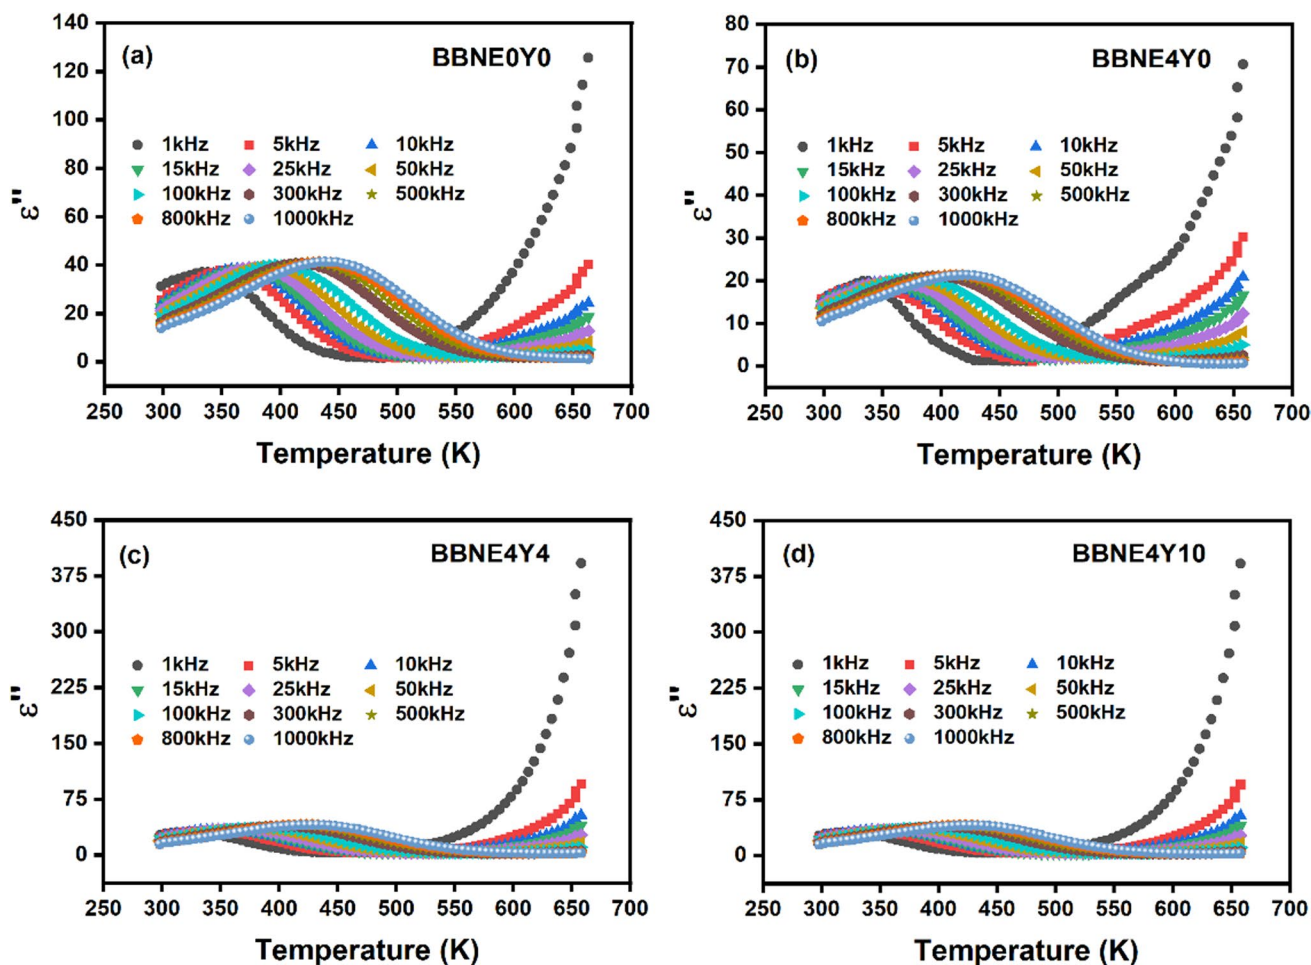 (a)
BBNE0Y0
140
120
100
80
60
40
20
0
ε"
1kHz 5kHz 10kHz
15kHz 25kHz 50kHz
100kHz 300kHz 500kHz
800kHz 1000kHz
250 300 350 400 450 500 550 600 650 700
Temperature (K)
(b)
BBNE4Y0
80
70
60
50
40
30
20
10
0
ε"
1kHz 5kHz 10kHz
15kHz 25kHz 50kHz
100kHz 300kHz 500kHz
800kHz 1000kHz
250 300 350 400 450 500 550 600 650 700
Temperature (K)
(c)
BBNE4Y4
450
375
300
225
150
75
0
ε"
1kHz 5kHz 10kHz
15kHz 25kHz 50kHz
100kHz 300kHz 500kHz
800kHz 1000kHz
250 300 350 400 450 500 550 600 650 700
Temperature (K)
(d)
BBNE4Y10
450
375
300
225
150
75
0
ε"
1kHz 5kHz 10kHz
15kHz 25kHz 50kHz
100kHz 300kHz 500kHz
800kHz 1000kHz
250 300 350 400 450 500 550 600 650 700
Temperature (K)